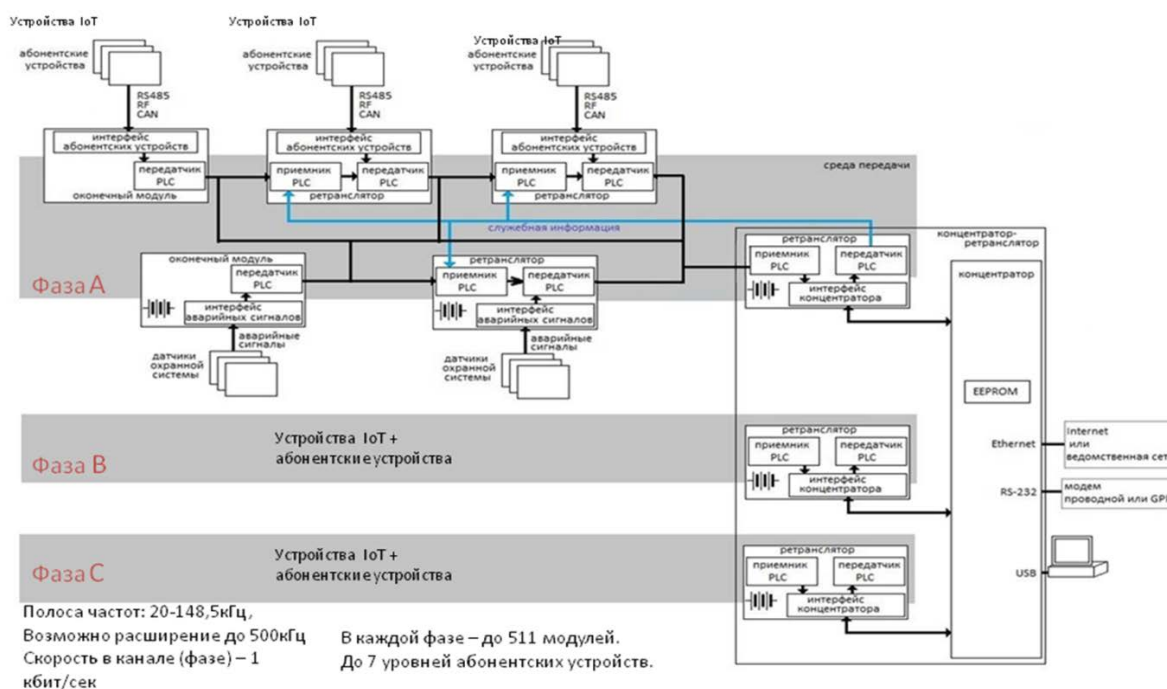 Устройства IoT
Устройства IoT
Устройства IoT
абонентские
устройства
абонентские
устройства
абонентские
устройства
RS485
RF
CAN
RS485
RF
CAN
RS485
RF
CAN
интерфейс
абонентских устройств
интерфейс
абонентских устройств
интерфейс
абонентских устройств
среда передачи
передатчик
PLC
приемник
PLC
передатчик
PLC
приемник
PLC
передатчик
PLC
оконечный модуль
ретранслятор
ретранслятор
служебная информация
Фаза А
оконечный модуль
передатчик
PLC
интерфейс
аварийных сигналов
ретранслятор
приемник
PLC
передатчик
PLC
интерфейс
аварийных сигналов
аварийные
сигналы
датчики
охранной
системы
аварийные
сигналы
датчики
охранной
системы
концентратор-
ретранслятор
ретранслятор
приемник
PLC
передатчик
PLC
интерфейс
концентратора
концентратор
EEPROM
Ethernet
Internet
или
ведомственная сет
RS-232
модем
проводной или GP
USB
Фаза В
Устройства IoT +
абонентские устройства
ретранслятор
приемник
PLC
передатчик
PLC
интерфейс
концентратора
Фаза С
Устройства IoT +
абонентские устройства
ретранслятор
приемник
PLC
передатчик
PLC
интерфейс
концентратора
Полоса частот: 20-148,5кГц,
Возможно расширение до 500кГц
Скорость в канале (фазе) – 1
кбит/сек
В каждой фазе – до 511 модулей.
До 7 уровней абонентских устройств.